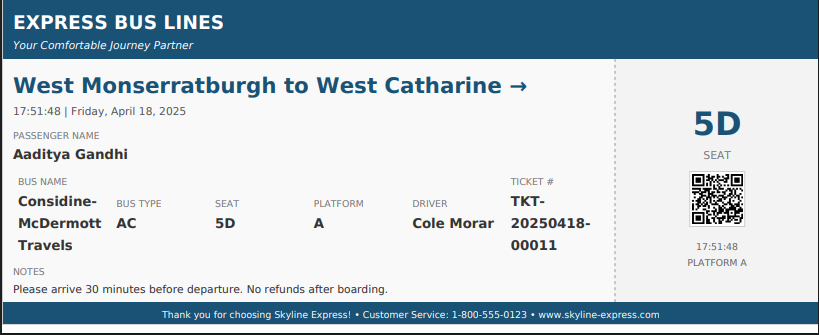 EXPRESS BUS LINES
Your Comfortable Journey Partner
West Monserratburgh to West Catharine →
17:51:48 | Friday, April 18, 2025
PASSENGER NAME
Aaditya Gandhi
BUS NAME
Considine-
McDermott
Travels
BUS TYPE
AC
SEAT
5D
PLATFORM
A
DRIVER
Cole Morar
TICKET #
TKT-
20250418-
00011
NOTES
Please arrive 30 minutes before departure. No refunds after boarding.
5D
SEAT
17:51:48
PLATFORM A
Thank you for choosing Skyline Express! • Customer Service: 1-800-555-0123 • www.skyline-express.com